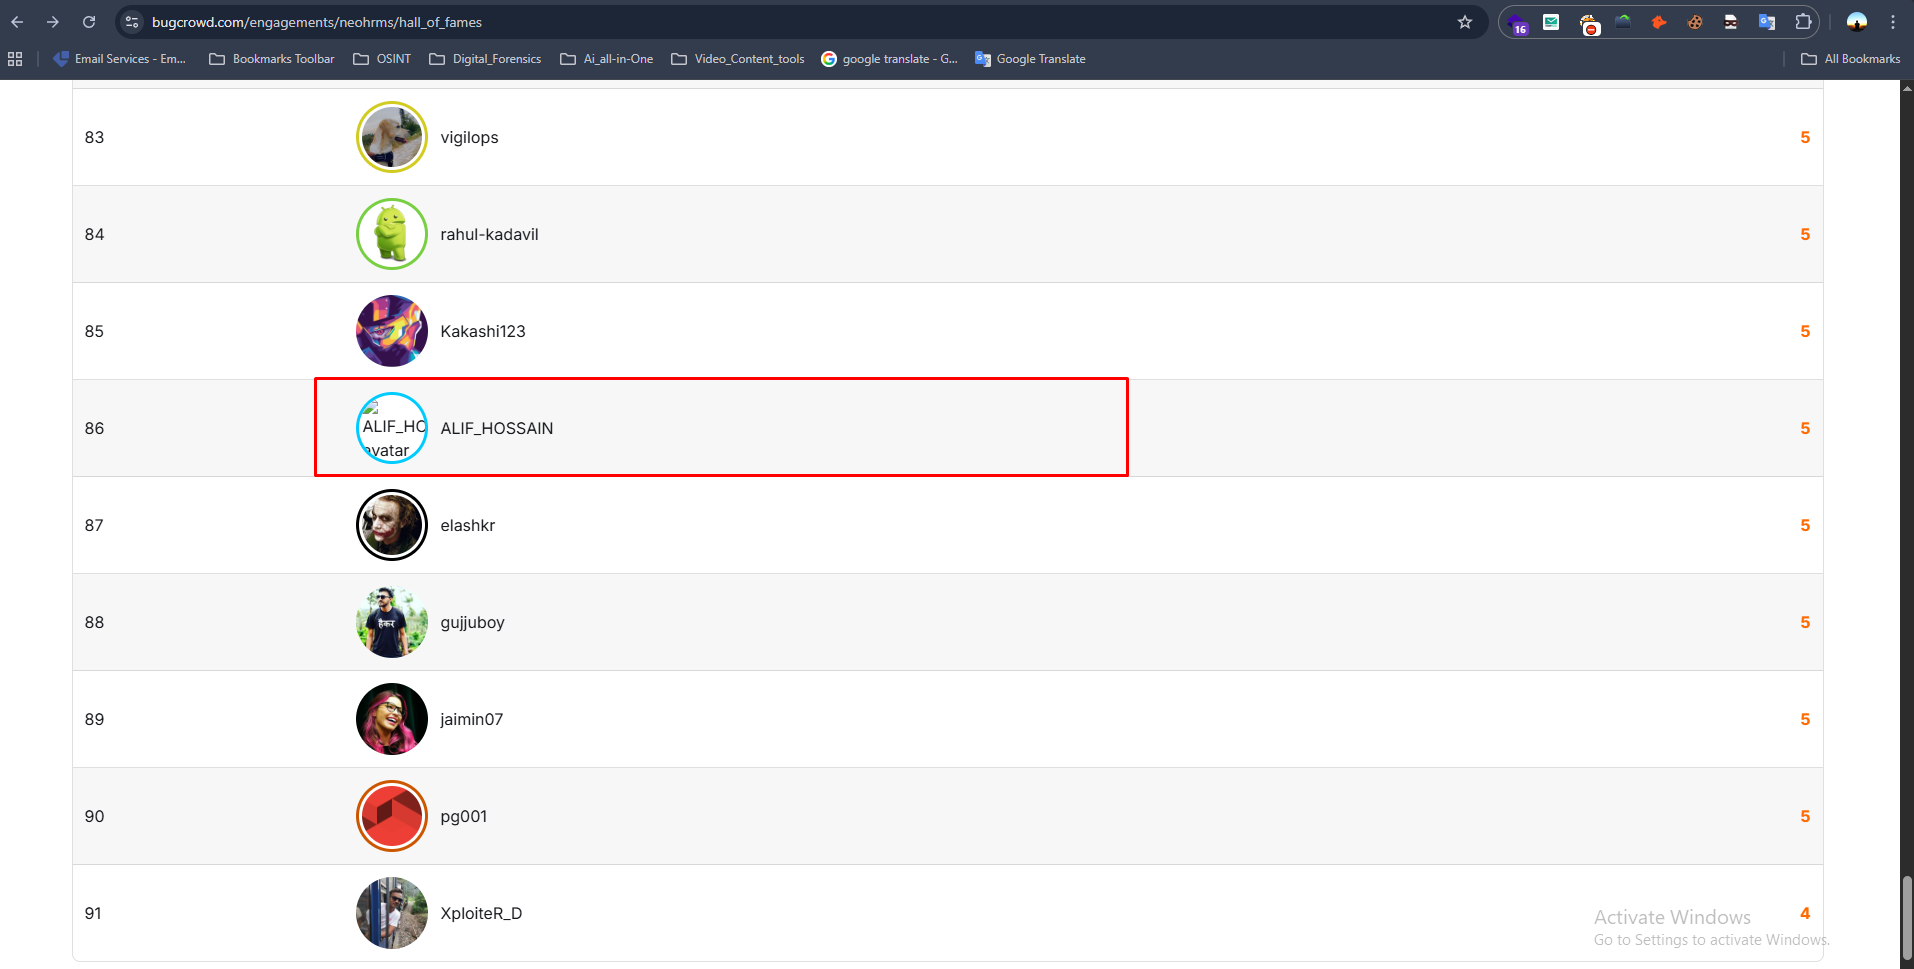 bugcrowd.com/engagements/neohrms/hall_of_fames
16
Email Services - Em... Bookmarks Toolbar OSINT Digital_Forensics Ai_all-in-One Video_Content_tools google translate - G... Google Translate All Bookmarks
83 vigilops 5
84 rahul-kadavil 5
85 Kakashi123 5
ALIF_HO
86 ALIF_HOSSAIN 5
avatar
87 elashkr 5
88 gujjuboy 5
हैकर
89 jaimin07 5
90 pg001 5
91 XploiteR_D 4
Activate Windows
Go to Settings to activate Windows.